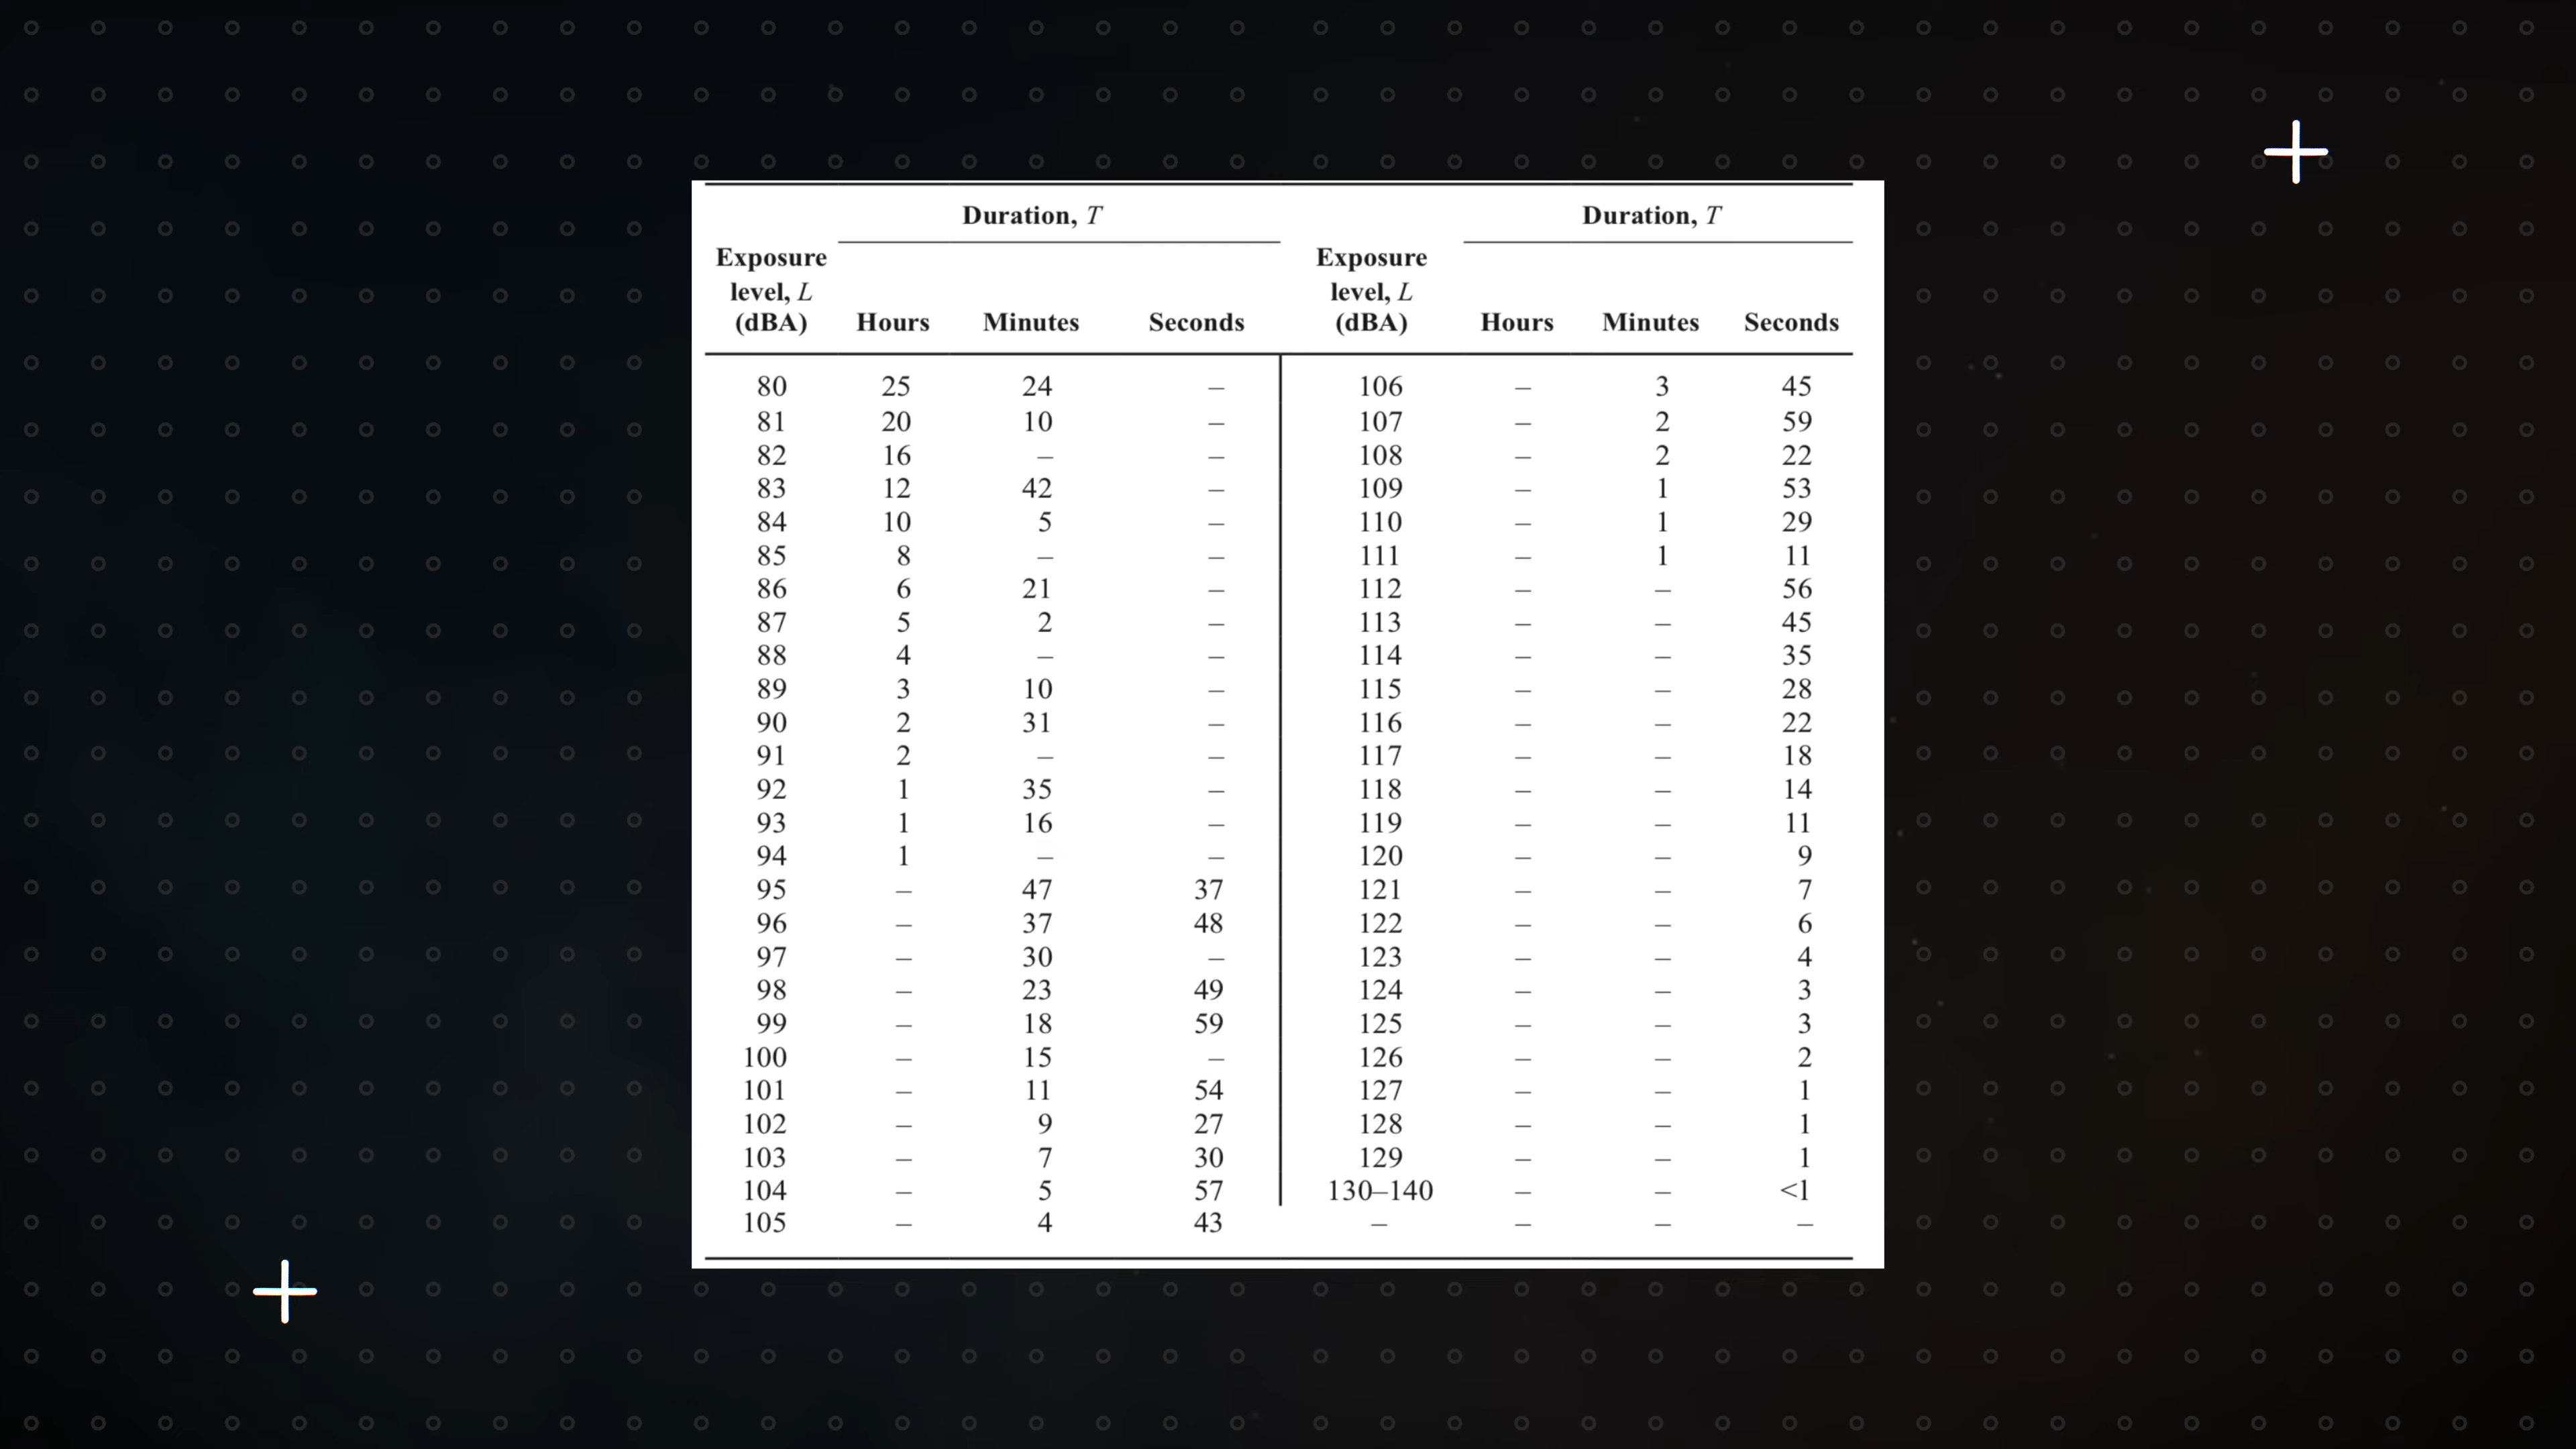 Duration, T Duration, T
Exposure Exposure
level, L level, L
(dBA) Hours Minutes Seconds (dBA) Hours Minutes Seconds
80 25 24 – 106 – 3 45
81 20 10 – 107 – 2 59
82 16 – – 108 – 2 22
83 12 42 – 109 – 1 53
84 10 5 – 110 – 1 29
85 8 – – 111 – 1 11
86 6 21 – 112 – – 56
87 5 2 – 113 – – 45
88 4 – – 114 – – 35
89 3 10 – 115 – – 28
90 2 31 – 116 – – 22
91 2 – – 117 – – 18
92 1 35 – 118 – – 14
93 1 16 – 119 – – 11
94 1 – – 120 – – 9
95 – 47 37 121 – – 7
96 – 37 48 122 – – 6
97 – 30 – 123 – – 4
98 – 23 49 124 – – 3
99 – 18 59 125 – – 3
100 – 15 – 126 – – 2
101 – 11 54 127 – – 1
102 – 9 27 128 – – 1
103 – 7 30 129 – – 1
104 – 5 57 130–140 – – <1
105 – 4 43 – – – –